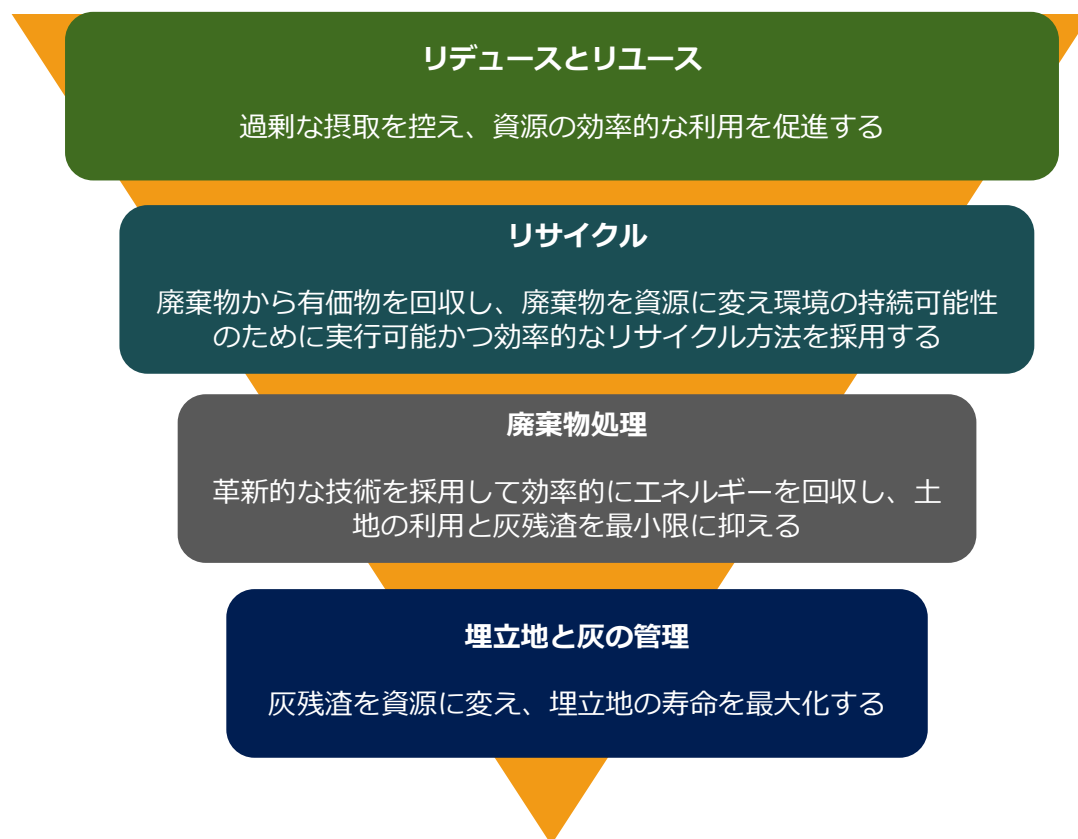 リデュースとリユース
過剰な摂取を控え、資源の効率的な利用を促進する
リサイクル
廃棄物から有価物を回収し、廃棄物を資源に変え環境の持続可能性
のために実行可能かつ効率的なリサイクル方法を採用する
廃棄物処理
革新的な技術を採用して効率的にエネルギーを回収し、土
地の利用と灰残渣を最小限に抑える
埋立地と灰の管理
灰残渣を資源に変え、埋立地の寿命を最大化する